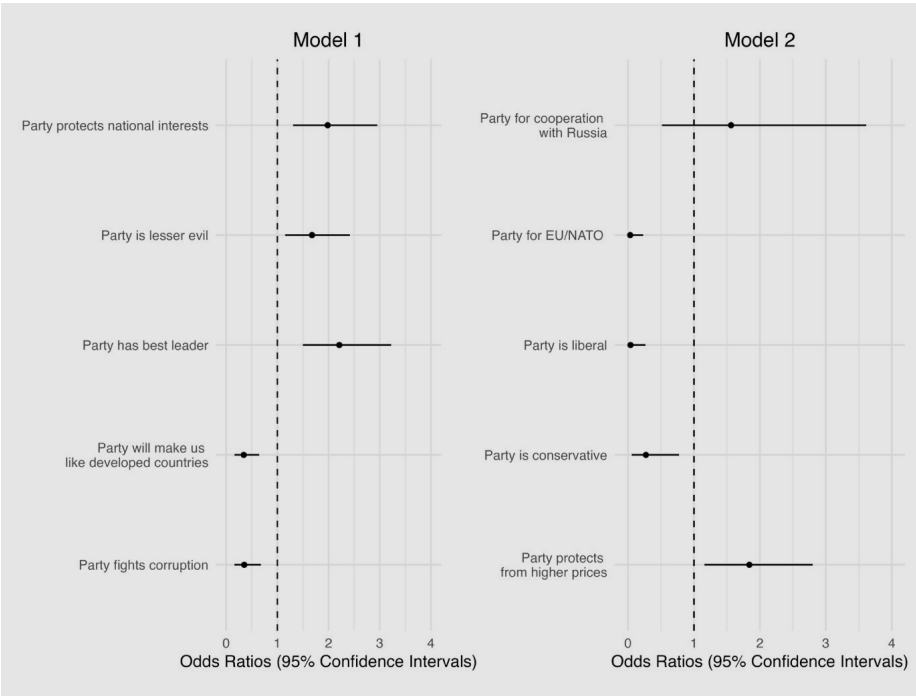 Model 1
Party protects national interests
Party is lesser evil
Party has best leader
Party will make us
like developed countries
Party fights corruption
0 1 2 3 4
Odds Ratios (95% Confidence Intervals)
Model 2
Party for cooperation
with Russia
Party for EU/NATO
Party is liberal
Party is conservative
Party protects
from higher prices
0 1 2 3 4
Odds Ratios (95% Confidence Intervals)